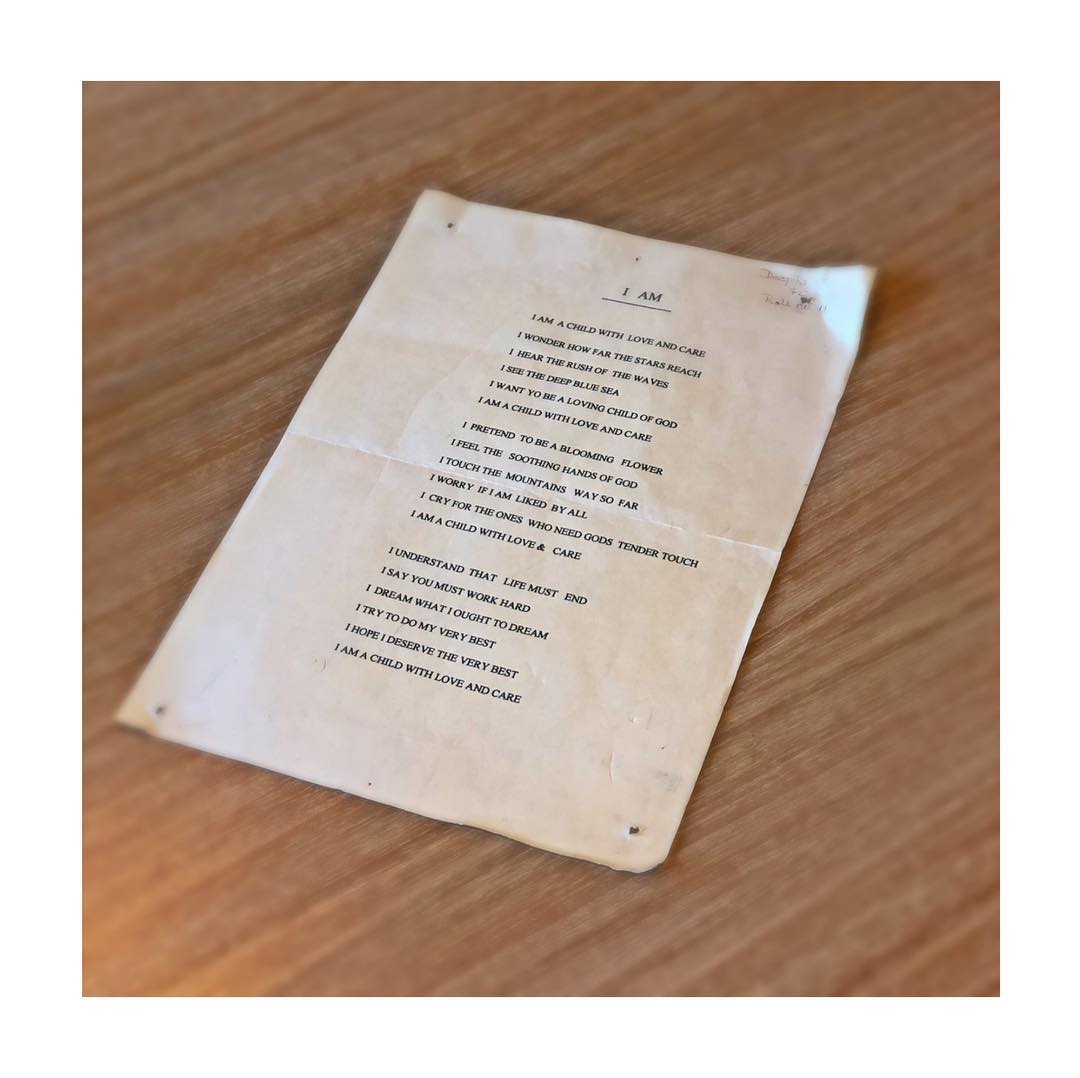 I AM
I AM A CHILD WITH LOVE AND CARE
I WONDER HOW FAR THE STARS REACH
I HEAR THE RUSH OF THE WAVES
I SEE THE DEEP BLUE SEA
I WANT YO BE A LOVING CHILD OF GOD
I AM A CHILD WITH LOVE AND CARE
I PRETEND TO BE A BLOOMING FLOWER
I FEEL THE SOOTHING HANDS OF GOD
I TOUCH THE MOUNTAINS WAY SO FAR
I WORRY IF I AM LIKED BY ALL
I CRY FOR THE ONES WHO NEED GODS TENDER TOUCH
I AM A CHILD WITH LOVE & CARE
I UNDERSTAND THAT LIFE MUST END
I SAY YOU MUST WORK HARD
I DREAM WHAT I OUGHT TO DREAM
I TRY TO DO MY VERY BEST
I HOPE I DESERVE THE VERY BEST
I AM A CHILD WITH LOVE AND CARE